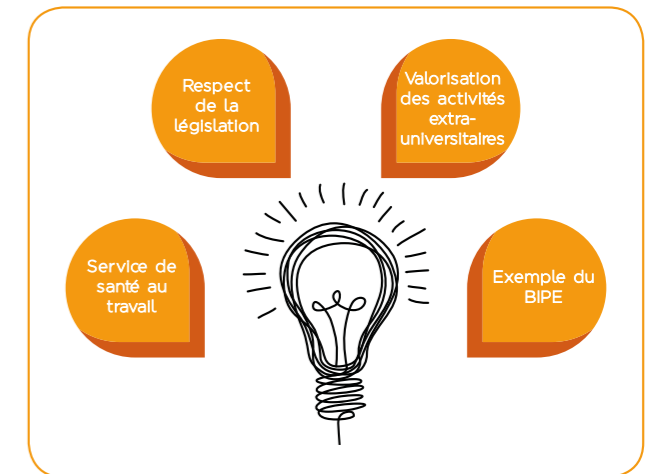 Respect
de la
législation
Valorisation
des activités
extra-
universitaires
Service de
santé au
travail
Exemple du
BIPE